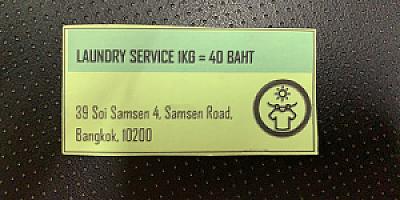 LAUNDRY SERVICE 1KG = 40 BAHT
39 Soi Samsen 4, Samsen Road,
Bangkok, 10200